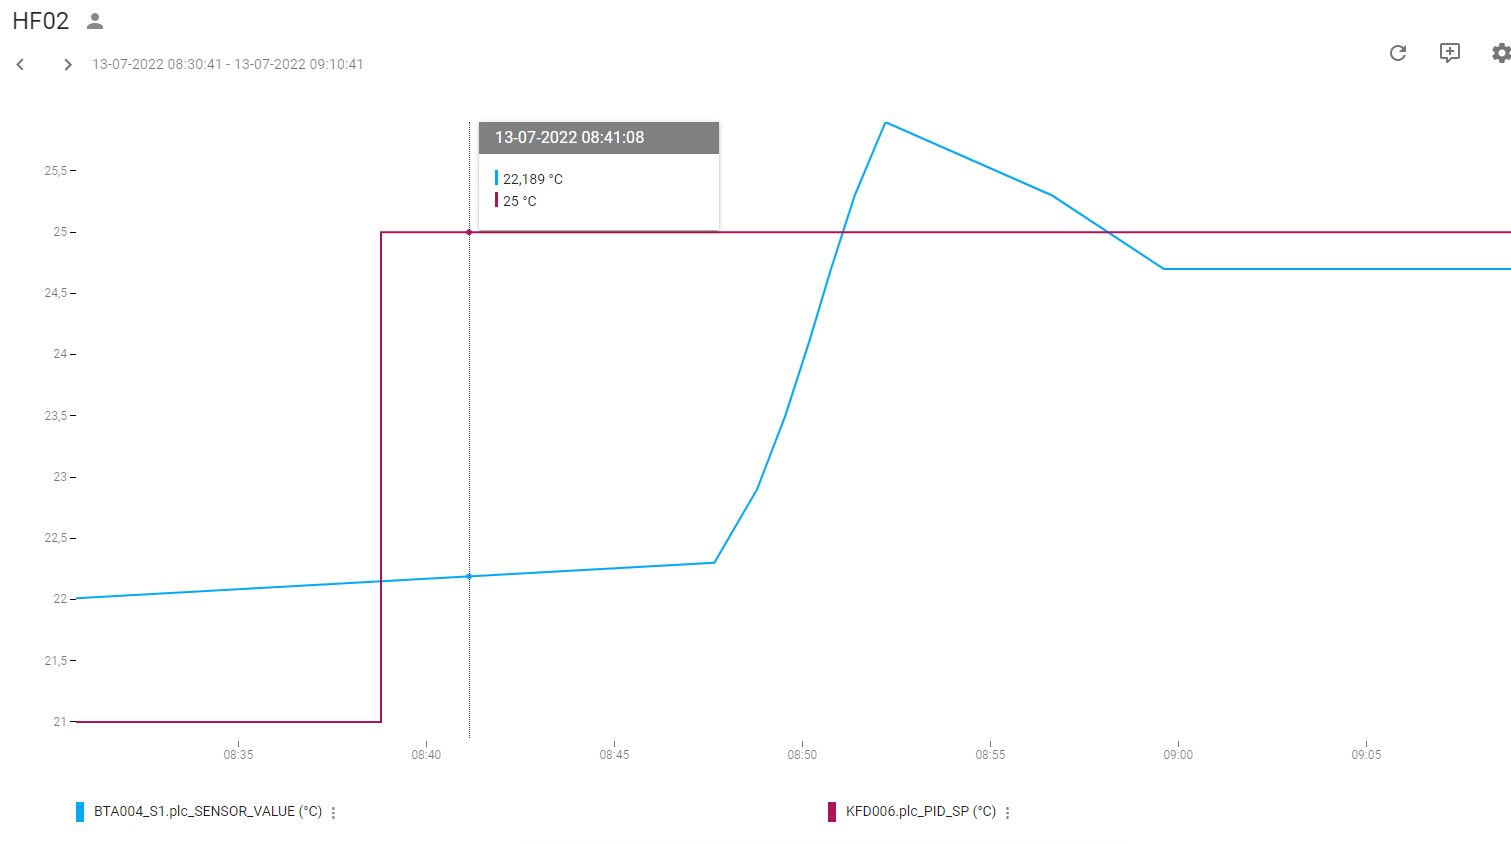 HF02
13-07-2022 08:30:41 - 13-07-2022 09:10:41
13-07-2022 08:41:08
22,189 °C
25 °C
25,5
25
24,5
24
23,5
23
22,5
22
21,5
21
08:35 08:40 08:45 08:50 08:55 09:00 09:05
BTA004_S1.plc_SENSOR_VALUE (°C) KFD006.plc_PID_SP (°C)